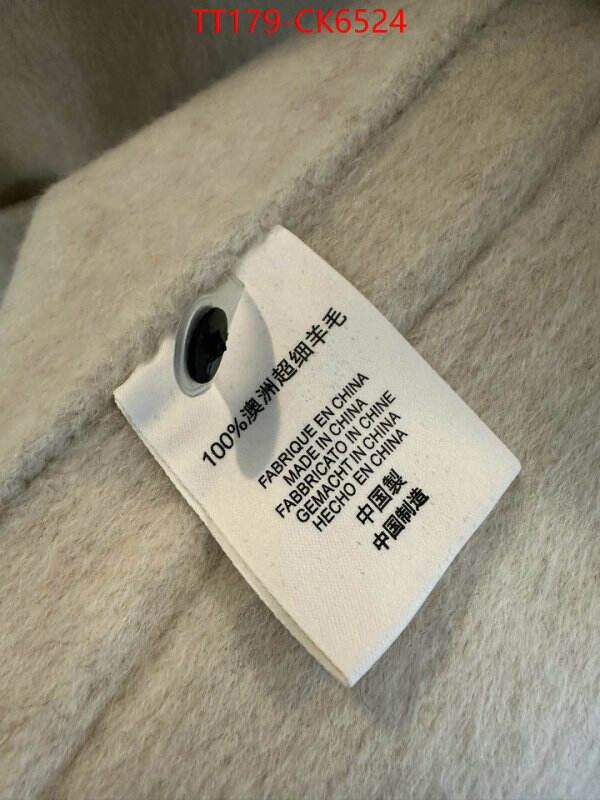 TT179-CK6524
100%澳洲超细羊毛
FABRIQUE EN CHINA
MADE IN CHINA
FABBRICATO IN CHINE
GEMACHT IN CHINA
HECHO EN CHINA
中国製
中国制造